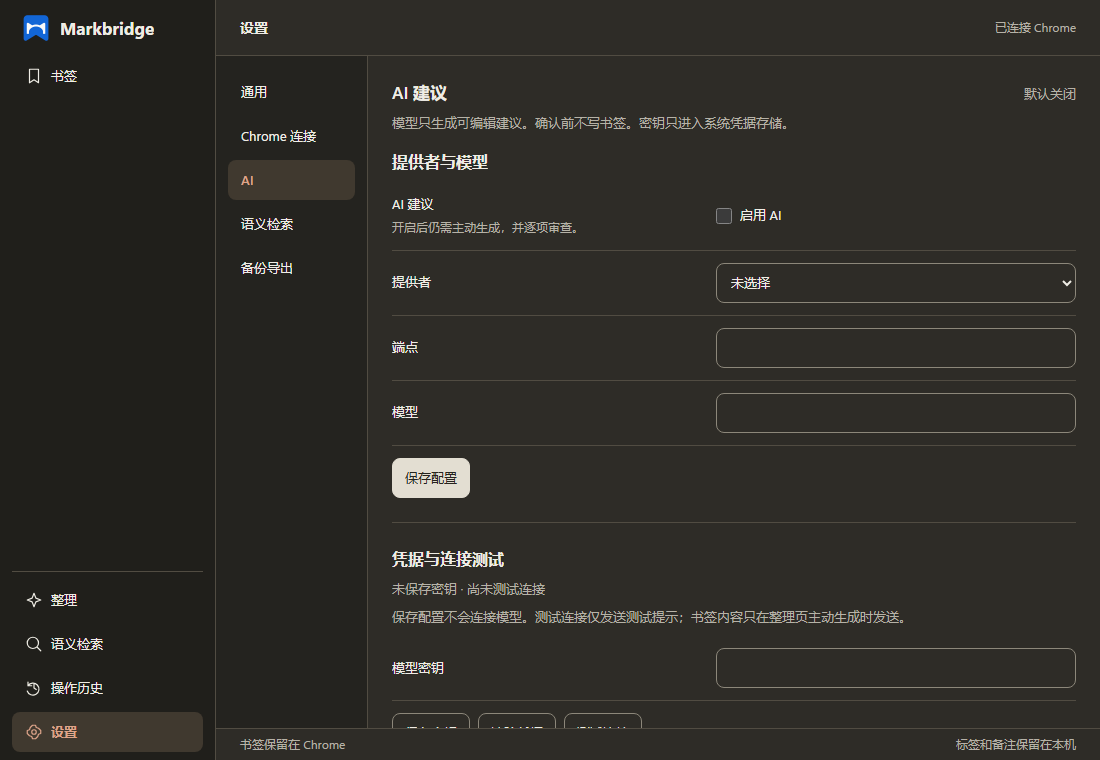 Markbridge
书签
整理
语义检索
操作历史
设置
设置
已连接 Chrome
通用
Chrome 连接
AI
语义检索
备份导出
AI 建议
默认关闭
模型只生成可编辑建议。确认前不写书签。密钥只进入系统凭据存储。
提供者与模型
AI 建议
开启后仍需主动生成，并逐项审查。
启用 AI
提供者
未选择
端点
模型
保存配置
凭据与连接测试
未保存密钥 · 尚未测试连接
保存配置不会连接模型。测试连接仅发送测试提示；书签内容只在整理页主动生成时发送。
模型密钥
书签保留在 Chrome
标签和备注保留在本机